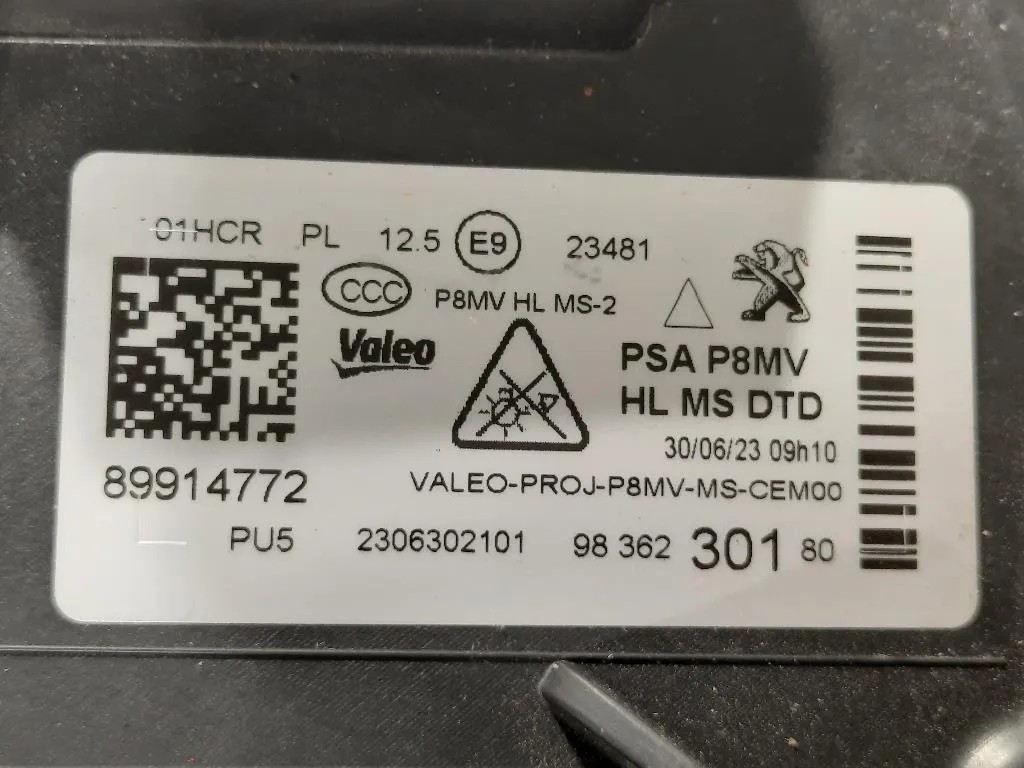 01HCR PL 12.5 E9 23481
CCC P8MV HL MS-2
Valeo
PSA P8MV
HL MS DTD
30/06/23 09h10
89914772
VALEO-PROJ-P8MV-MS-CEM00
PU5 2306302101 98 362 301 80